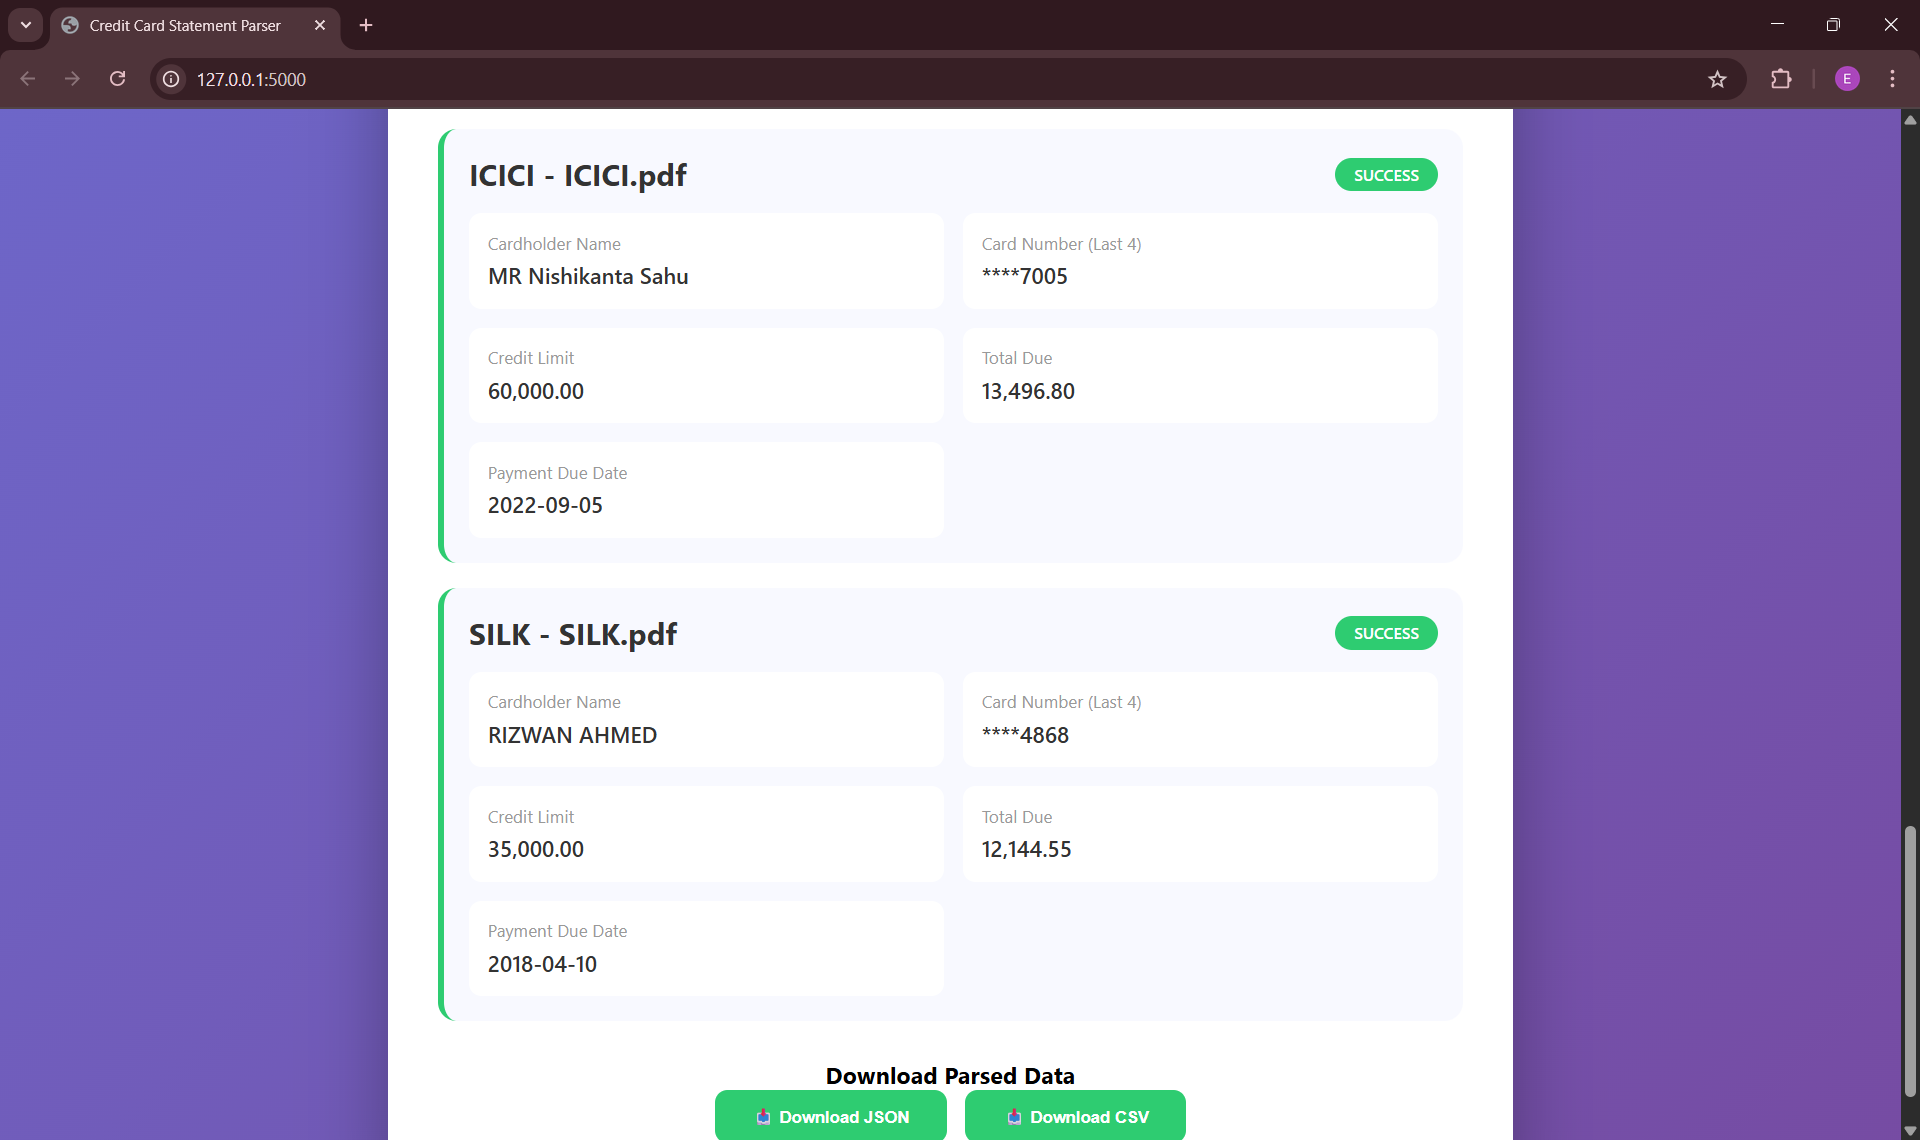 Credit Card Statement Parser
127.0.0.1:5000
E
ICICI - ICICI.pdf
SUCCESS
Cardholder Name
MR Nishikanta Sahu
Card Number (Last 4)
****7005
Credit Limit
60,000.00
Total Due
13,496.80
Payment Due Date
2022-09-05
SILK - SILK.pdf
SUCCESS
Cardholder Name
RIZWAN AHMED
Card Number (Last 4)
****4868
Credit Limit
35,000.00
Total Due
12,144.55
Payment Due Date
2018-04-10
Download Parsed Data
Download JSON
Download CSV